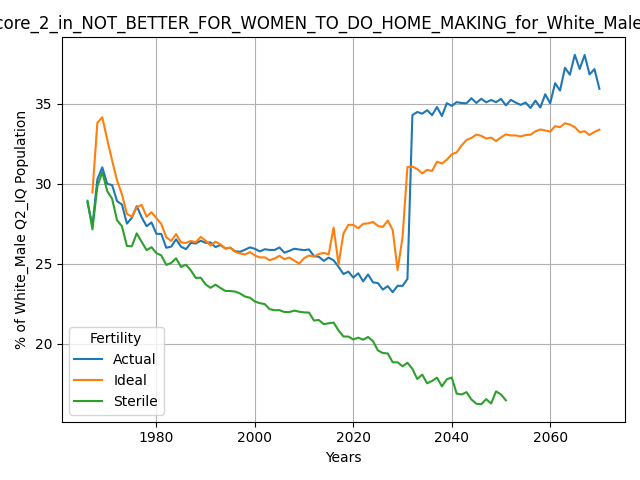 core_2_in_NOT_BETTER_FOR_WOMEN_TO_DO_HOME_MAKING_for_White_Male
% of White_Male Q2_IQ Population
35
30
25
20
Fertility
Actual
Ideal
Sterile
1980
2000
2020
2040
2060
Years